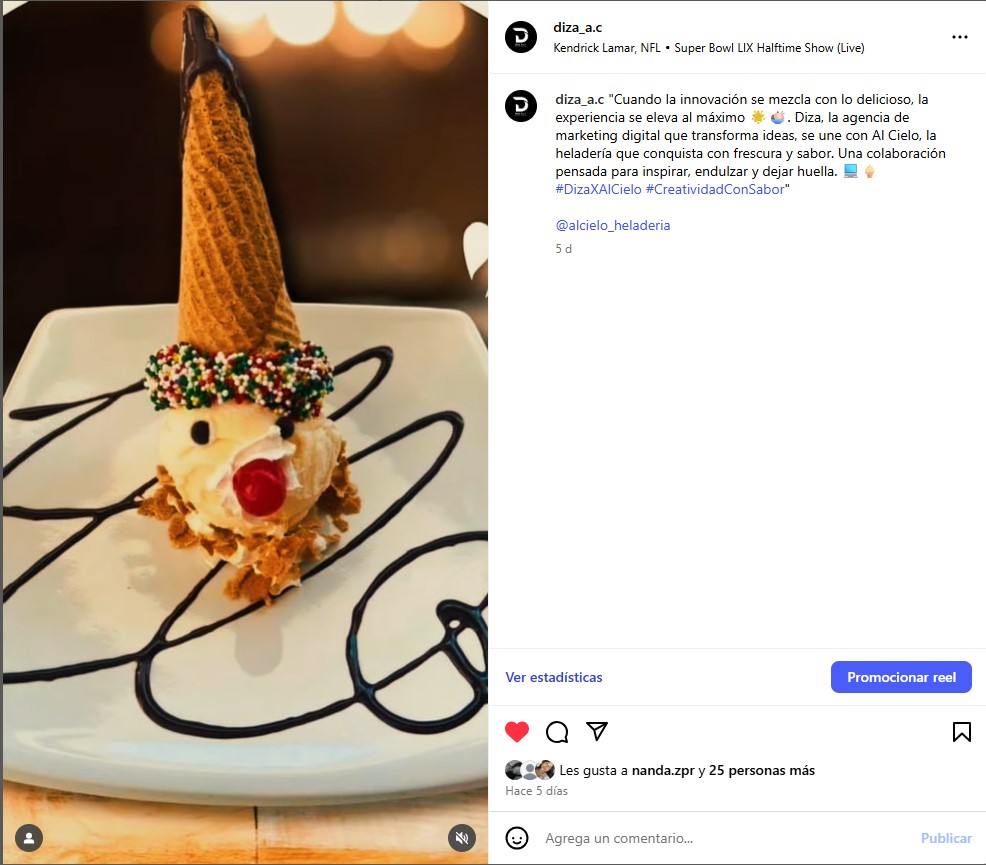 diza_a.c
Kendrick Lamar, NFL • Super Bowl LIX Halftime Show (Live)
diza_a.c "Cuando la innovación se mezcla con lo delicioso, la
experiencia se eleva al máximo 🌟 🍨. Diza, la agencia de
marketing digital que transforma ideas, se une con Al Cielo, la
heladería que conquista con frescura y sabor. Una colaboración
pensada para inspirar, endulzar y dejar huella. 💻 🍦
#DizaXAlCielo #CreatividadConSabor"
@alcielo_heladeria
5 d
Ver estadísticas
Promocionar reel
Les gusta a nanda.zpr y 25 personas más
Hace 5 días
Agrega un comentario...
Publicar